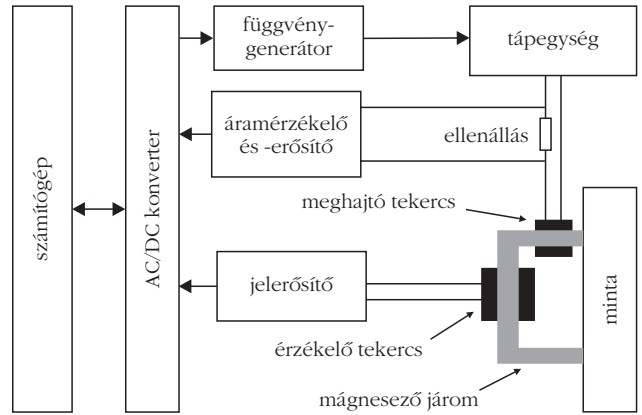 számítógép
AC/DC konverter
függvény-
generátor
tápegység
áramérzékelő
és -erősítő
ellenállás
meghajtó tekercs
jelerősítő
érzékelő tekercs
mágnesező járom
minta